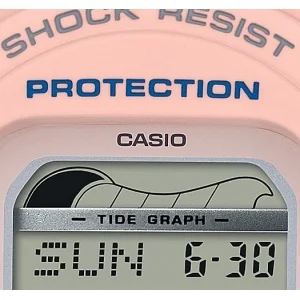 SHOCK RESIST
PROTECTION
CASIO
TIDE GRAPH
SUN 6-30